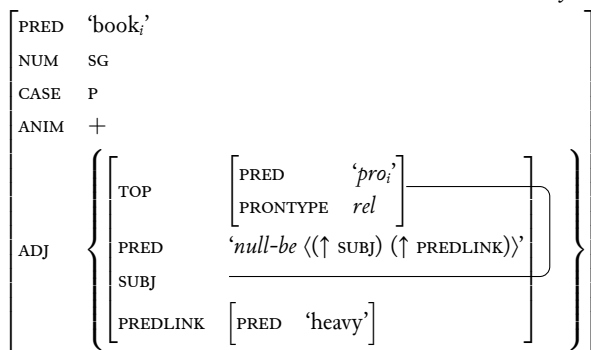 PRED ‘book_i’
NUM SG
CASE P
ANIM +
PRED ‘pro_i’
TOP
PRONTYPE rel
ADJ PRED ‘null-be ⟨(↑ SUBJ) (↑ PREDLINK)⟩’
SUBJ
PREDLINK PRED ‘heavy’